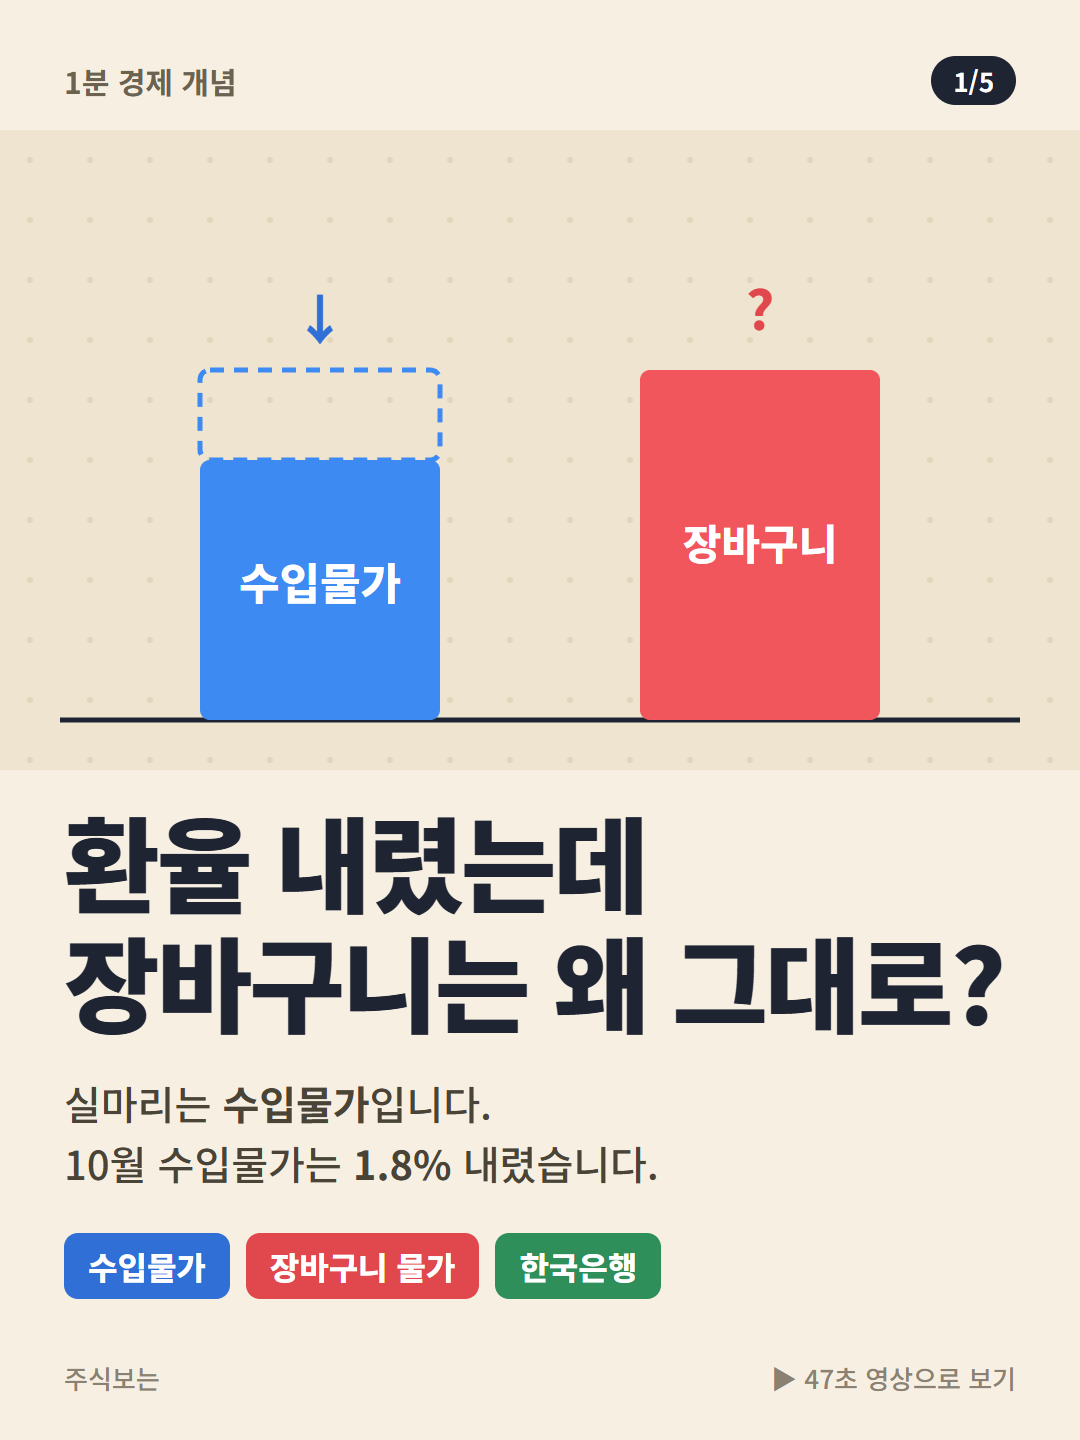 1분 경제 개념
1/5
↓
?
수입물가
장바구니
환율 내렸는데
장바구니는 왜 그대로?
실마리는 수입물가입니다.
10월 수입물가는 1.8% 내렸습니다.
수입물가
장바구니 물가
한국은행
주식보는
▶ 47초 영상으로 보기